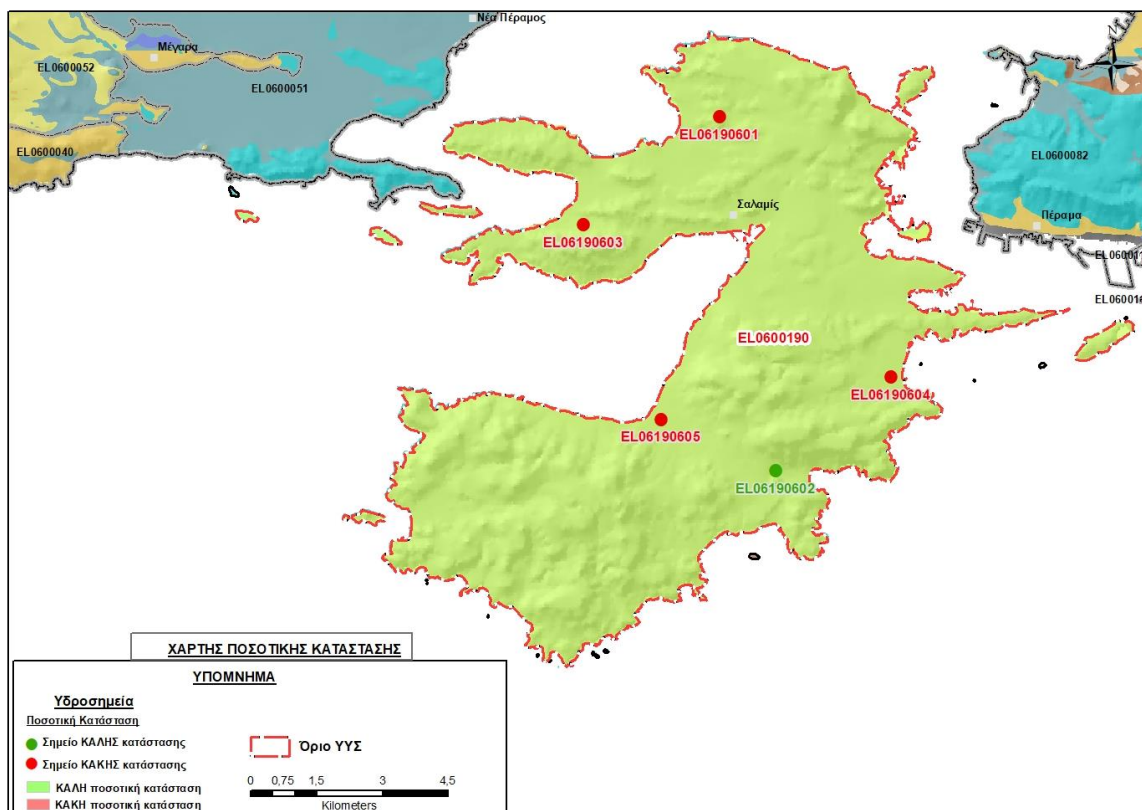 Νέα Πέραμος
Μέγαρα
EL0600052
EL0600051
EL06190601
EL0600040
EL0600082
Σαλαμίς
Πέραμα
EL06190603
EL060011
EL06001
EL0600190
EL06190604
EL06190605
EL06190602
ΧΑΡΤΗΣ ΠΟΣΟΤΙΚΗΣ ΚΑΤΑΣΤΑΣΗΣ
ΥΠΟΜΝΗΜΑ
Υδροσημεία
Ποσοτική Κατάσταση
Σημείο ΚΑΛΗΣ κατάστασης
Όριο ΥΥΣ
Σημείο ΚΑΚΗΣ κατάστασης
0 0,75 1,5 3 4,5
ΚΑΛΗ ποσοτική κατάσταση
ΚΑΚΗ ποσοτική κατάσταση
Kilometers